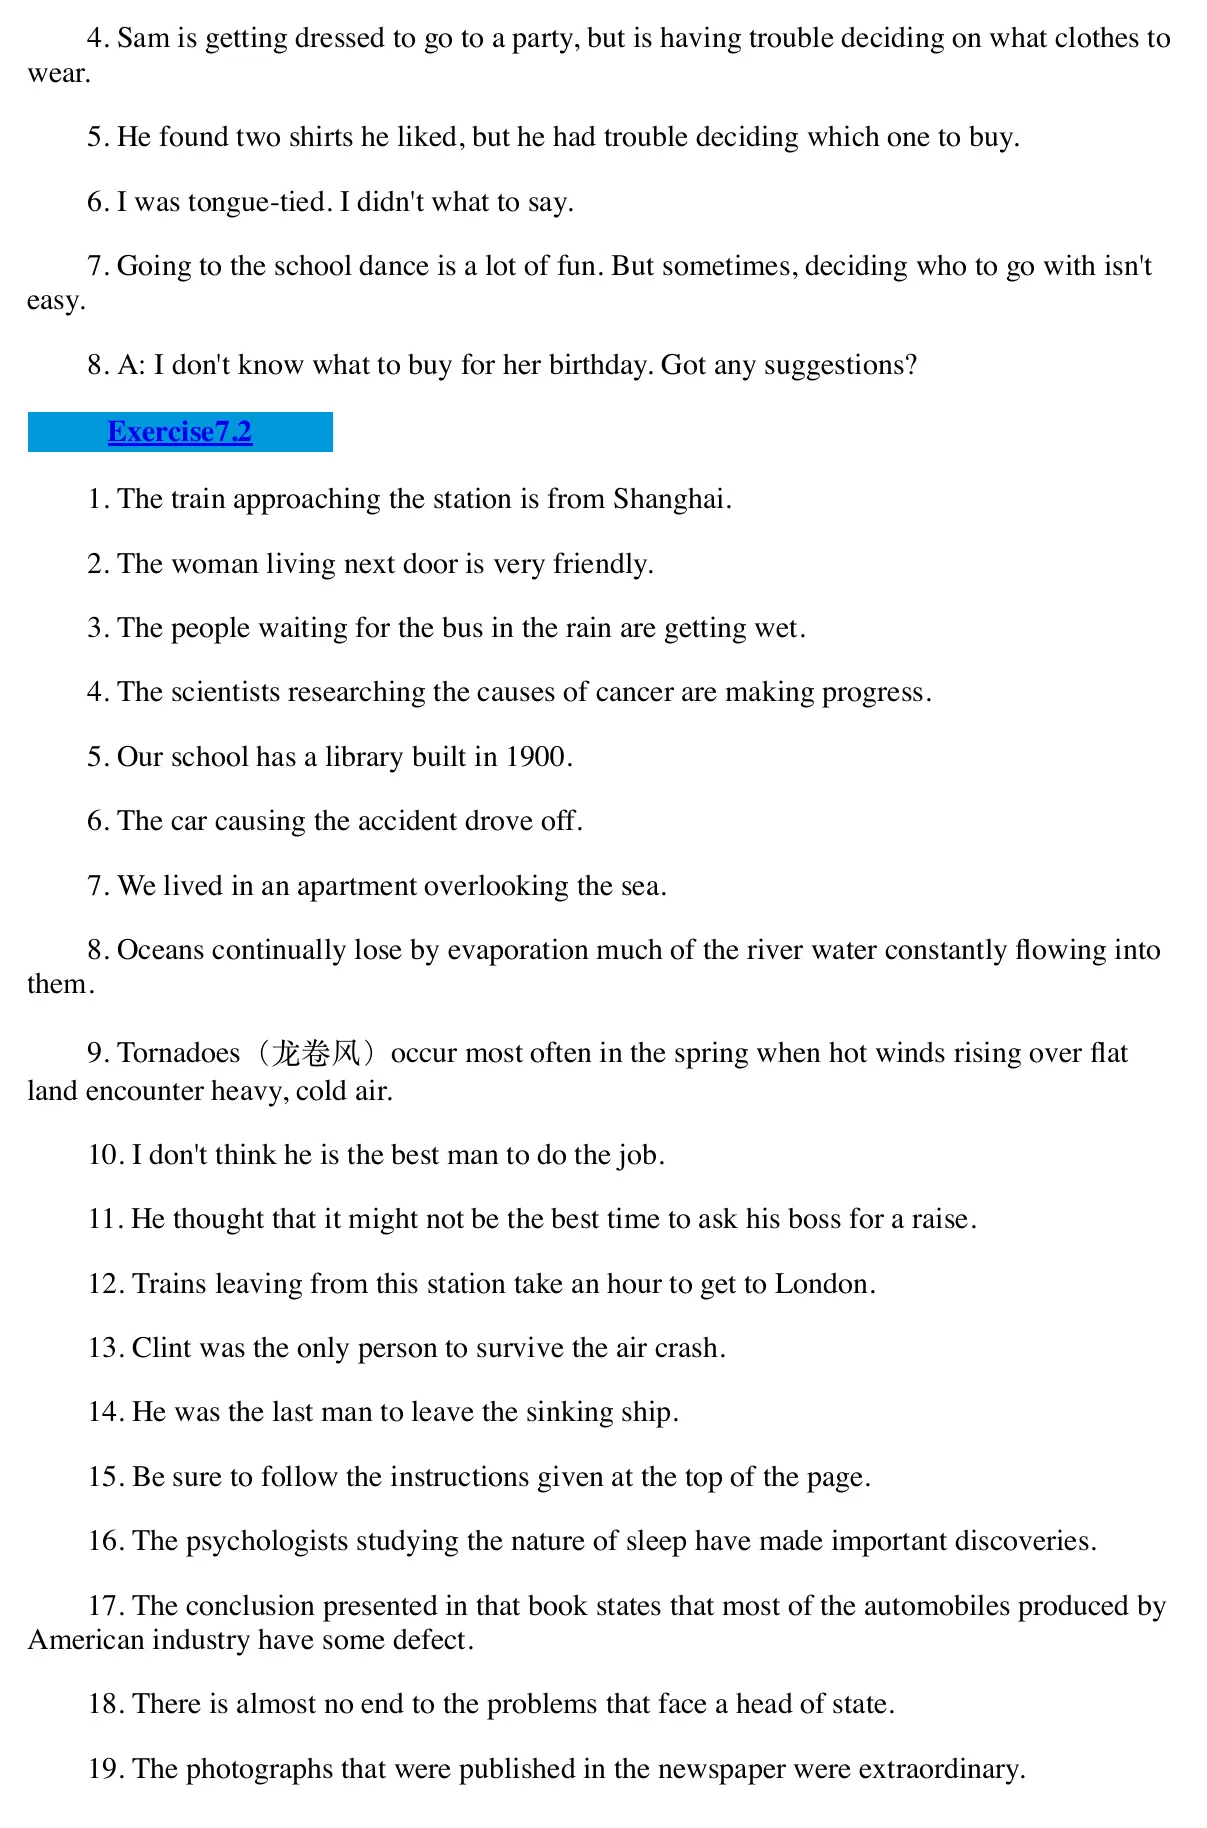 4. Sam is getting dressed to go to a party, but is having trouble deciding on what clothes to
wear.
5. He found two shirts he liked, but he had trouble deciding which one to buy.
6. I was tongue-tied. I didn't what to say.
7. Going to the school dance is a lot of fun. But sometimes, deciding who to go with isn't
easy.
8. A: I don't know what to buy for her birthday. Got any suggestions?
Exercise7.2
1. The train approaching the station is from Shanghai.
2. The woman living next door is very friendly.
3. The people waiting for the bus in the rain are getting wet.
4. The scientists researching the causes of cancer are making progress.
5. Our school has a library built in 1900.
6. The car causing the accident drove off.
7. We lived in an apartment overlooking the sea.
8. Oceans continually lose by evaporation much of the river water constantly flowing into
them.
9. Tornadoes（龙卷风）occur most often in the spring when hot winds rising over flat
land encounter heavy, cold air.
10. I don't think he is the best man to do the job.
11. He thought that it might not be the best time to ask his boss for a raise.
12. Trains leaving from this station take an hour to get to London.
13. Clint was the only person to survive the air crash.
14. He was the last man to leave the sinking ship.
15. Be sure to follow the instructions given at the top of the page.
16. The psychologists studying the nature of sleep have made important discoveries.
17. The conclusion presented in that book states that most of the automobiles produced by
American industry have some defect.
18. There is almost no end to the problems that face a head of state.
19. The photographs that were published in the newspaper were extraordinary.